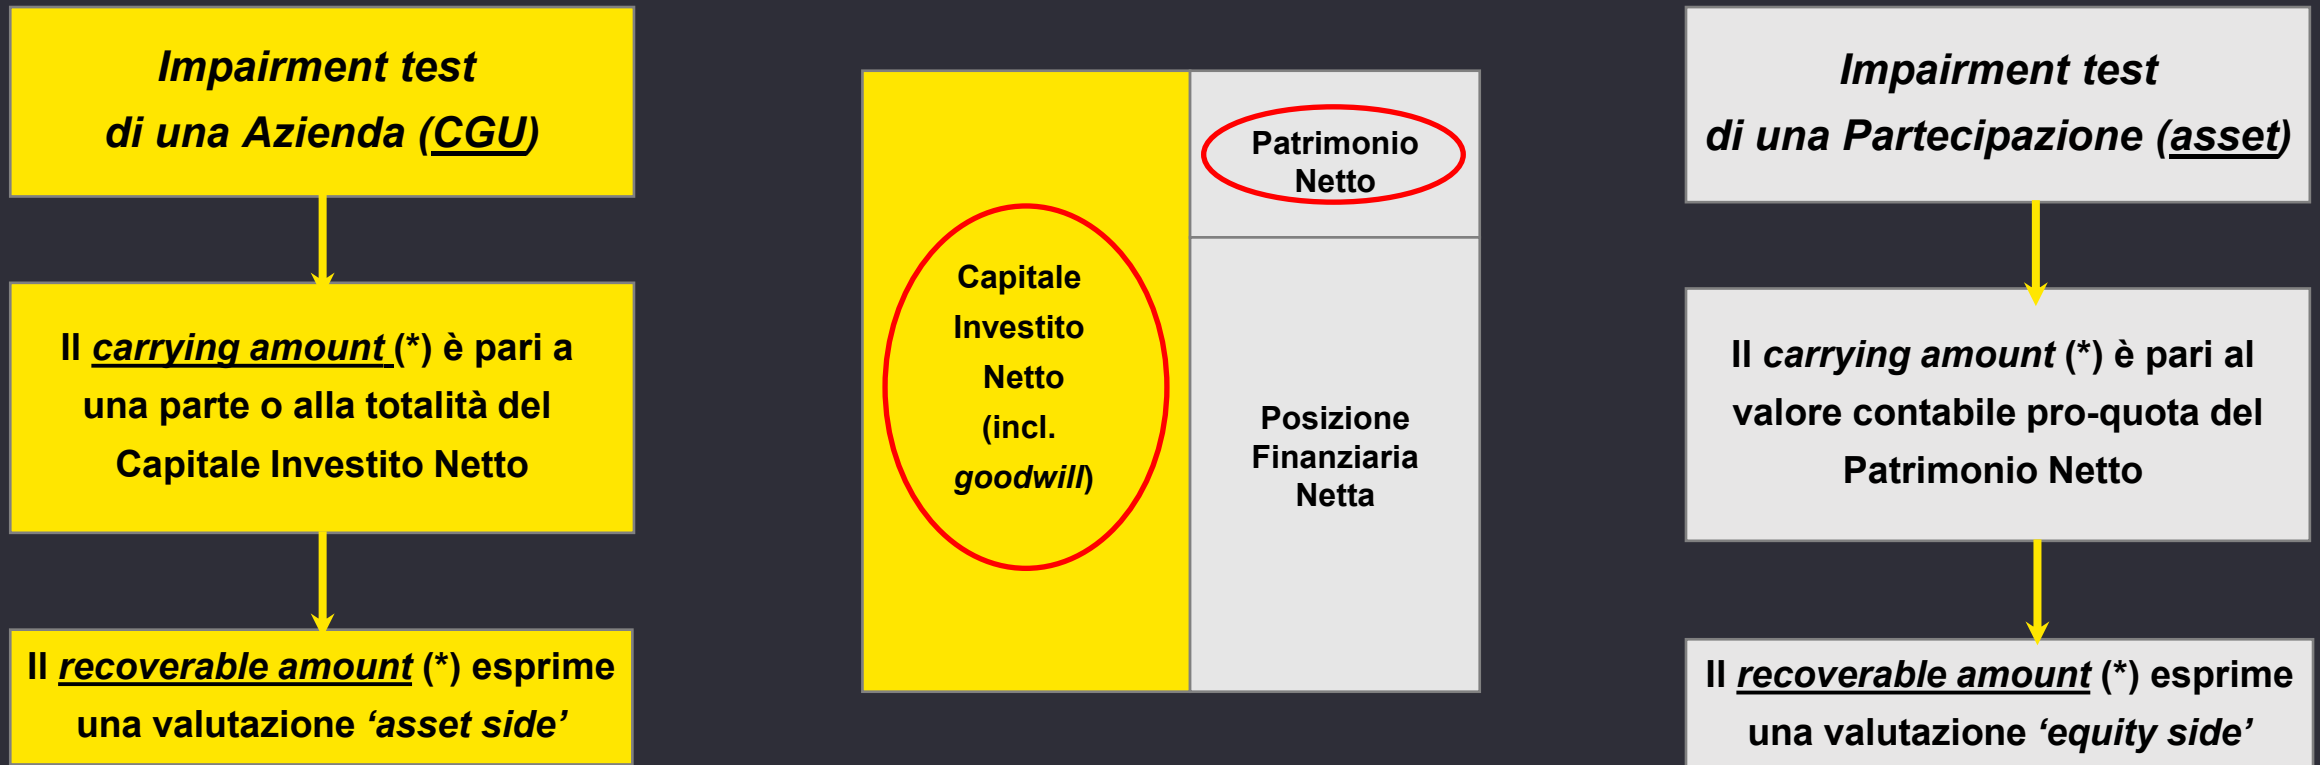 Impairment test
di una Azienda (CGU)
Il carrying amount (*) è pari a
una parte o alla totalità del
Capitale Investito Netto
Il recoverable amount (*) esprime
una valutazione ‘asset side’
Capitale
Investito
Netto
(incl.
goodwill)
Patrimonio
Netto
Posizione
Finanziaria
Netta
Impairment test
di una Partecipazione (asset)
Il carrying amount (*) è pari al
valore contabile pro-quota del
Patrimonio Netto
Il recoverable amount (*) esprime
una valutazione ‘equity side’